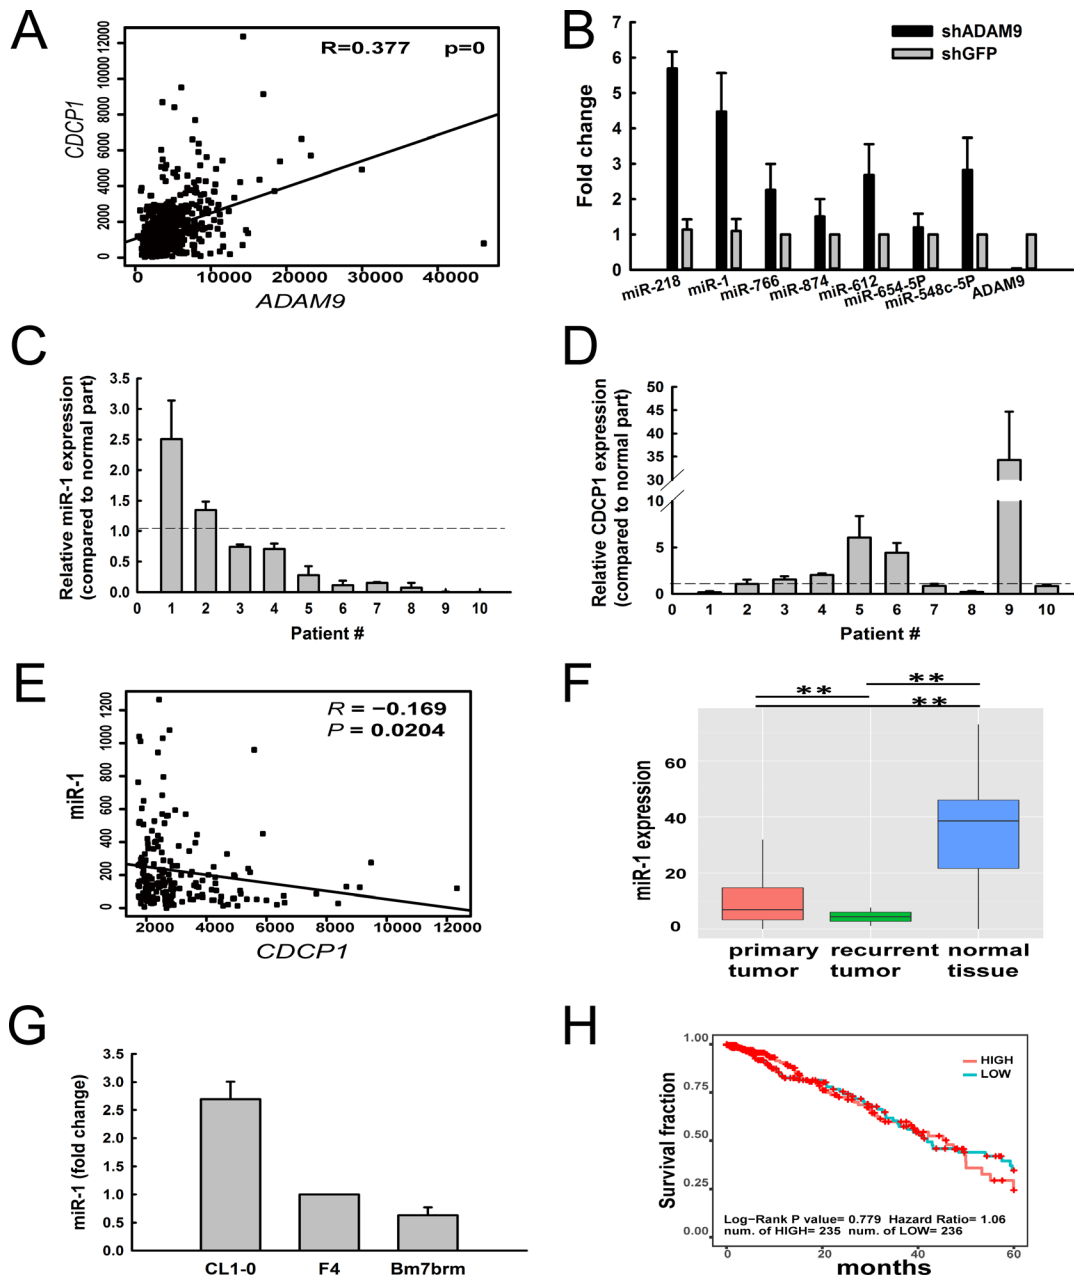 A
R=0.377 p=0
CDCP1
0 2000 4000 6000 8000 10000 12000
0 10000 20000 30000 40000
ADAM9
B
shADAM9
shGFP
Fold change
7
6
5
4
3
2
1
0
miR-218 miR-1 miR-766 miR-874 miR-612 miR-654-5P miR-548c-5P ADAM9
C
Relative miR-1 expression
(compared to normal part)
3.5
3.0
2.5
2.0
1.5
1.0
0.5
0.0
0 1 2 3 4 5 6 7 8 9 10
Patient #
D
Relative CDCP1 expression
(compared to normal part)
50
45
40
35
30
10
5
0
0 1 2 3 4 5 6 7 8 9 10
Patient #
E
R = −0.169
P = 0.0204
miR-1
0 200 400 600 800 1000 1200
2000 4000 6000 8000 10000 12000
CDCP1
F
** **
**
miR-1 expression
60
40
20
0
primary recurrent normal
tumor tumor tissue
G
miR-1 (fold change)
3.5
3.0
2.5
2.0
1.5
1.0
0.5
0.0
CL1-0 F4 Bm7brm
H
Survival fraction
1.00
0.75
0.50
0.25
0.00
HIGH
LOW
Log−Rank P value= 0.779 Hazard Ratio= 1.06
num. of HIGH= 235 num. of LOW= 236
0 20 40 60
months